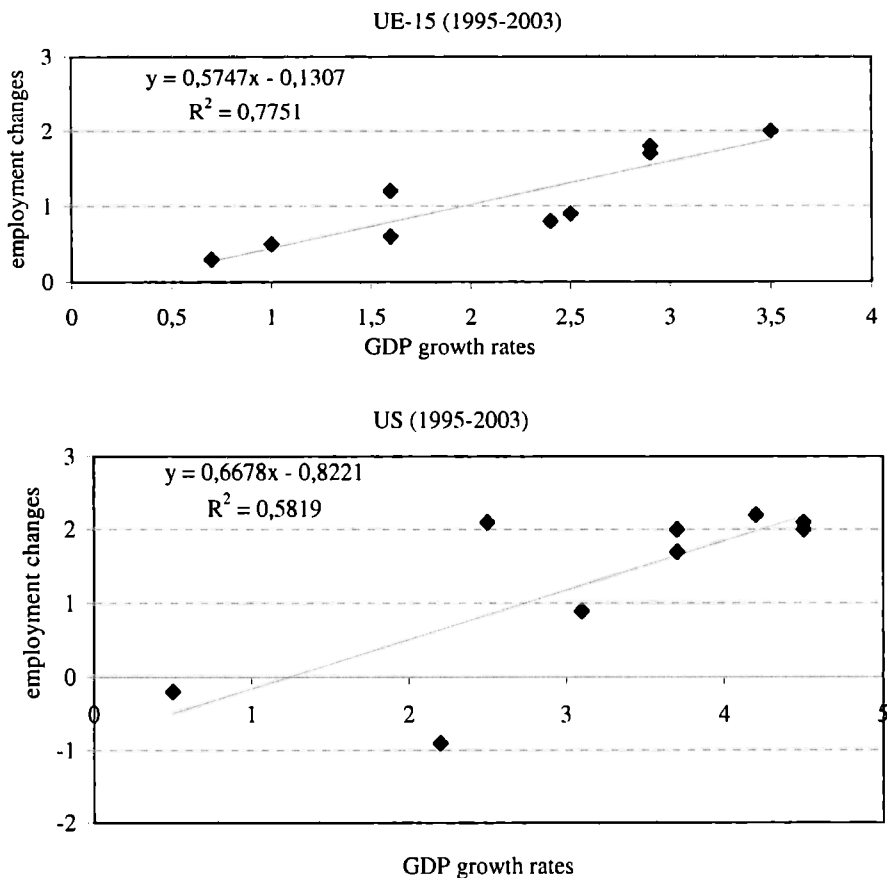 UE-15 (1995-2003)
3
2
1
0
employment changes
y = 0,5747x - 0,1307
R² = 0,7751
0 0,5 1 1,5 2 2,5 3 3,5 4
GDP growth rates
US (1995-2003)
3
2
1
0
-1
-2
employment changes
y = 0,6678x - 0,8221
R² = 0,5819
0 1 2 3 4 5
GDP growth rates